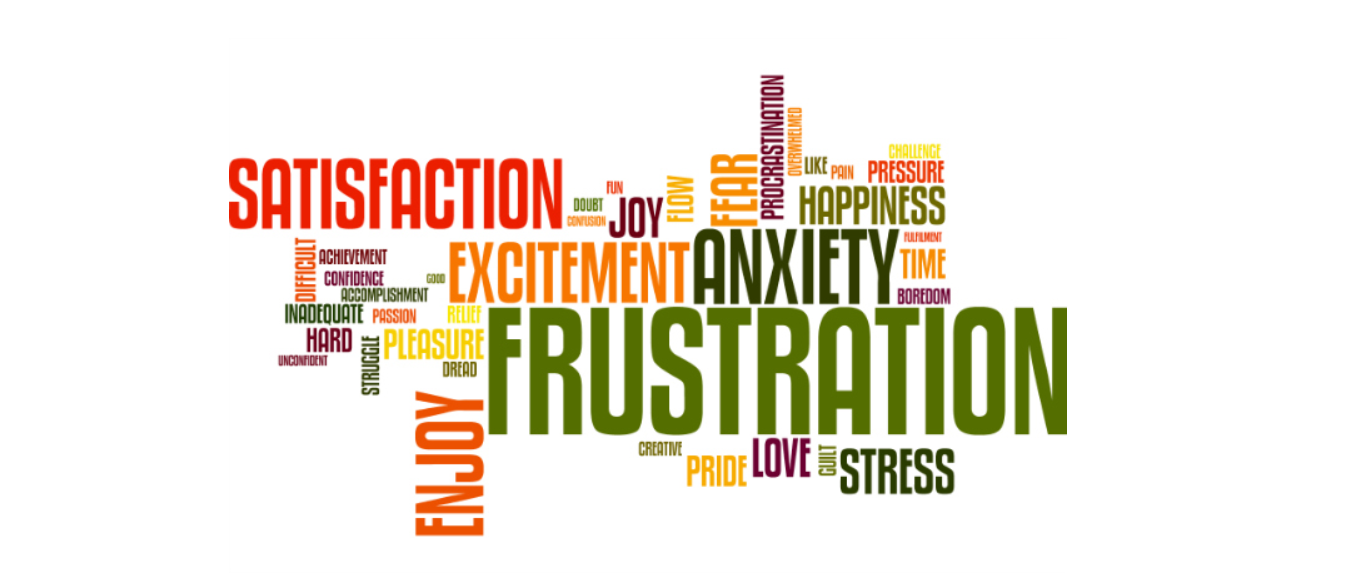 PROCRASTINATION
OVERWHELMED
CHALLENGE
SATISFACTION
FEAR
LIKE
PAIN
PRESSURE
FUN
FLOW
DOUBT
JOY
CONFUSION
HAPPINESS
DIFFICULT
ACHIEVEMENT
EXCITEMENT
ANXIETY
FULFILMENT
TIME
CONFIDENCE
GOOD
ACCOMPLISHMENT
BOREDOM
INADEQUATE
PASSION
RELIEF
FRUSTRATION
HARD
PLEASURE
UNCONFIDENT
STRUGGLE
DREAD
ENJOY
CREATIVE
PRIDE
LOVE
GUILT
STRESS